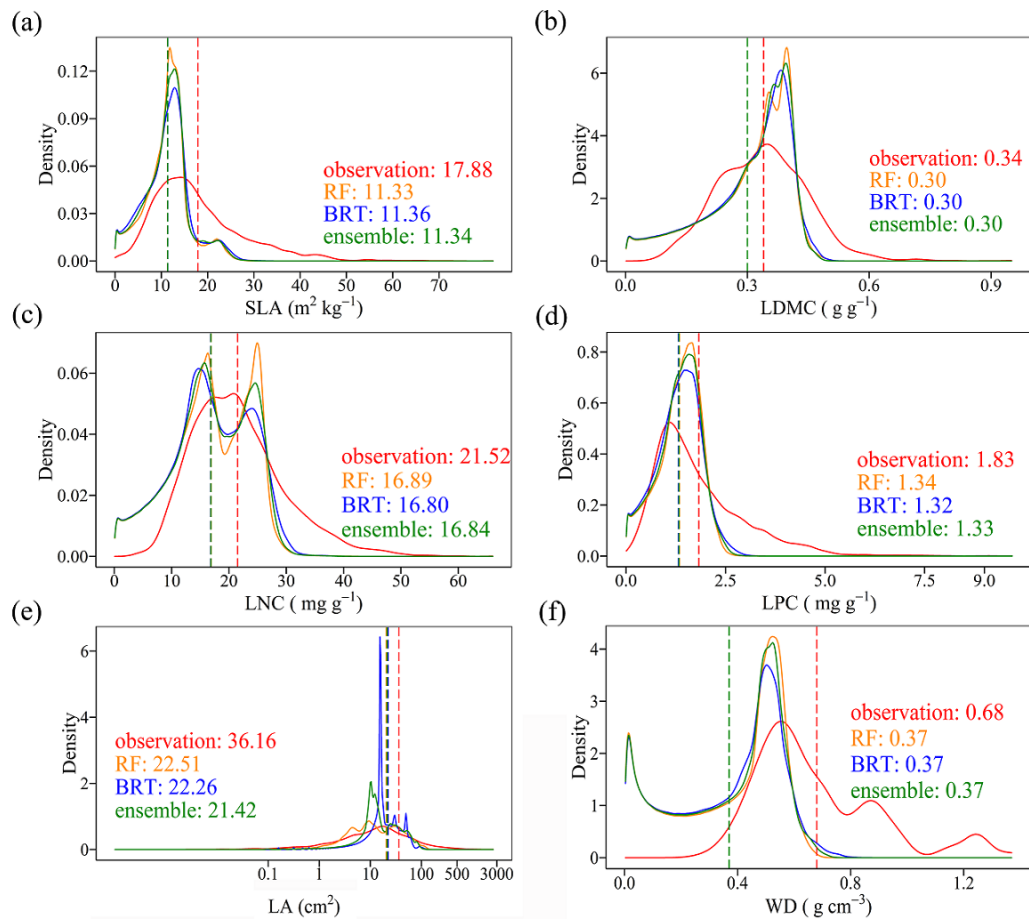 (a)
Density
0.12
0.09
0.06
0.03
0.00
observation: 17.88
RF: 11.33
BRT: 11.36
ensemble: 11.34
0 10 20 30 40 50 60 70
SLA (m² kg⁻¹)
(b)
Density
6
4
2
0
observation: 0.34
RF: 0.30
BRT: 0.30
ensemble: 0.30
0.0 0.3 0.6 0.9
LDMC ( g g⁻¹)
(c)
Density
0.06
0.04
0.02
0.00
observation: 21.52
RF: 16.89
BRT: 16.80
ensemble: 16.84
0 10 20 30 40 50 60
LNC ( mg g⁻¹)
(d)
Density
0.8
0.6
0.4
0.2
0.0
observation: 1.83
RF: 1.34
BRT: 1.32
ensemble: 1.33
0.0 2.5 5.0 7.5 9.0
LPC ( mg g⁻¹)
(e)
Density
6
4
2
0
observation: 36.16
RF: 22.51
BRT: 22.26
ensemble: 21.42
0.1 1 10 100 500 3000
LA (cm²)
(f)
Density
4
3
2
1
0
observation: 0.68
RF: 0.37
BRT: 0.37
ensemble: 0.37
0.0 0.4 0.8 1.2
WD ( g cm⁻³)